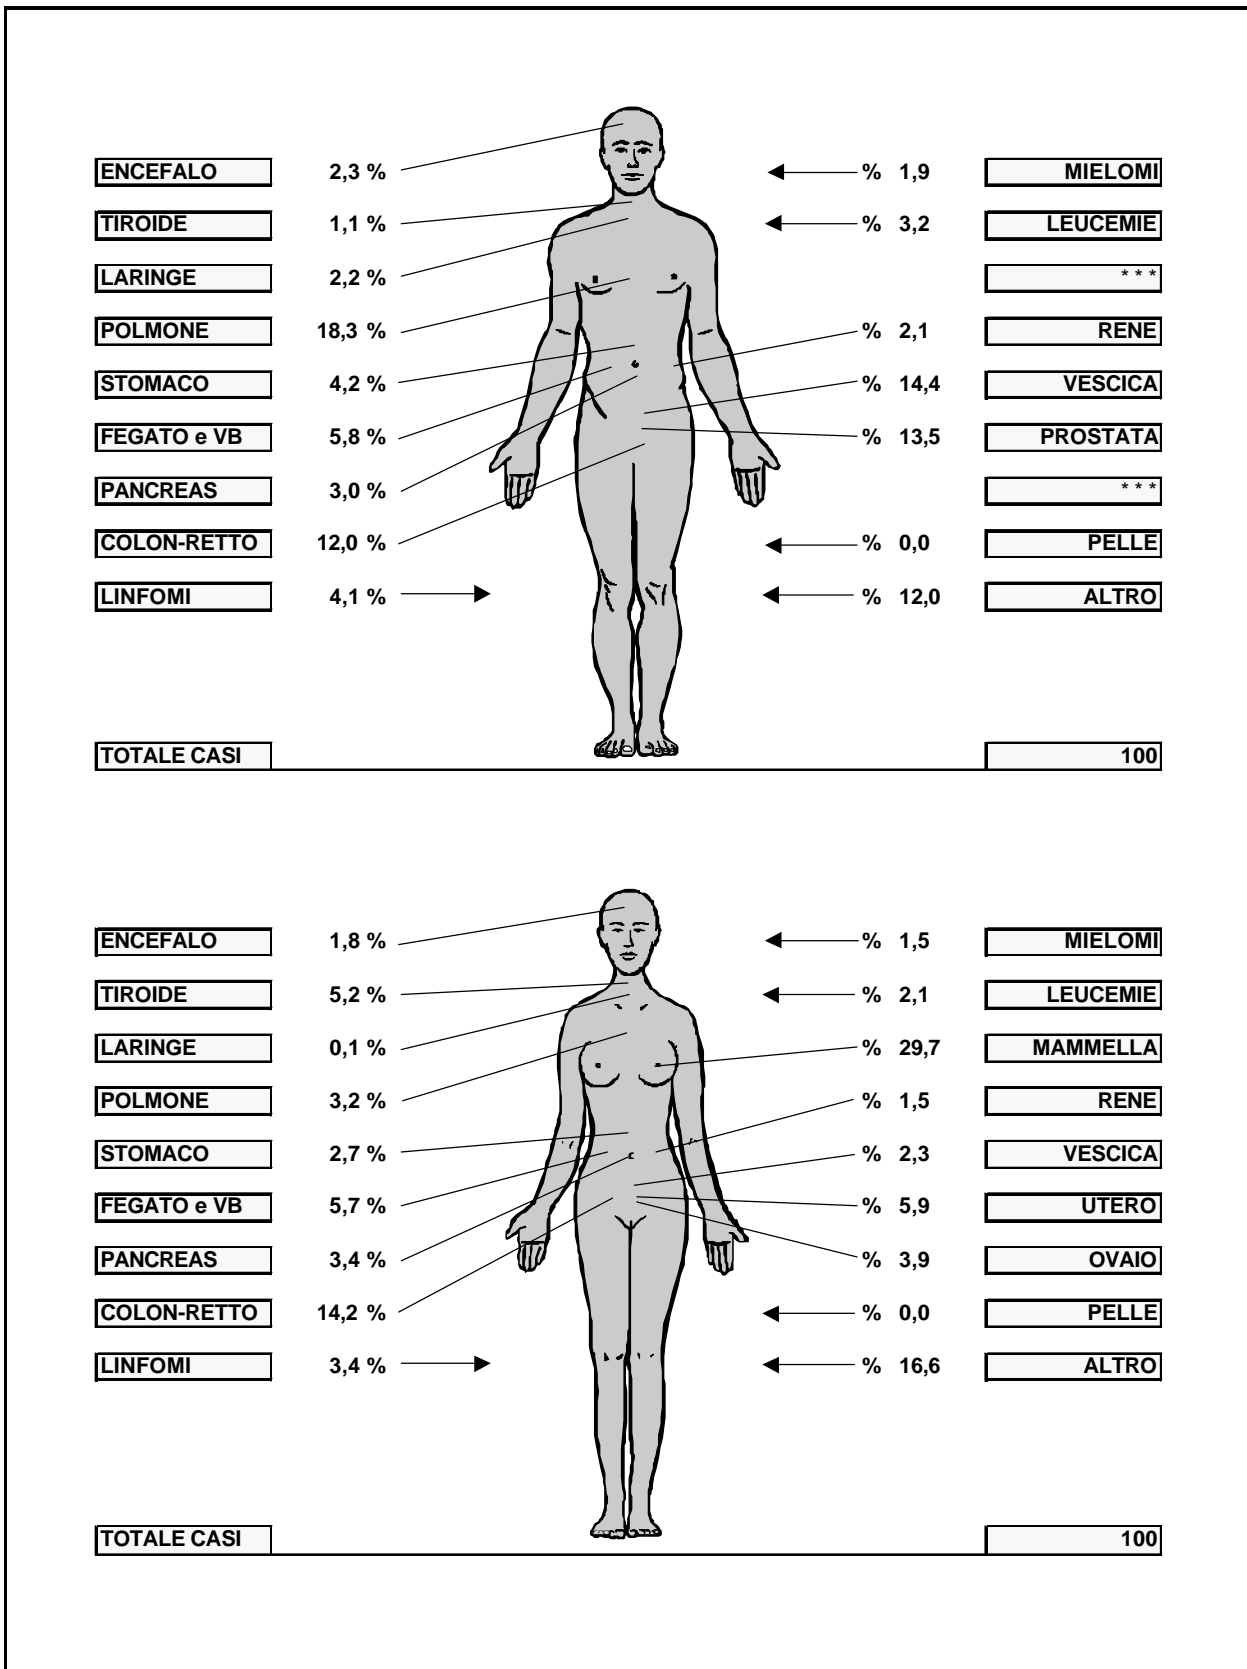 ENCEFALO 2,3 % % 1,9 MIELOMI
TIROIDE 1,1 % % 3,2 LEUCEMIE
LARINGE 2,2 % * * *
POLMONE 18,3 % % 2,1 RENE
STOMACO 4,2 % % 14,4 VESCICA
FEGATO e VB 5,8 % % 13,5 PROSTATA
PANCREAS 3,0 % * * *
COLON-RETTO 12,0 % % 0,0 PELLE
LINFOMI 4,1 % % 12,0 ALTRO
TOTALE CASI 100
ENCEFALO 1,8 % % 1,5 MIELOMI
TIROIDE 5,2 % % 2,1 LEUCEMIE
LARINGE 0,1 % % 29,7 MAMMELLA
POLMONE 3,2 % % 1,5 RENE
STOMACO 2,7 % % 2,3 VESCICA
FEGATO e VB 5,7 % % 5,9 UTERO
PANCREAS 3,4 % % 3,9 OVAIO
COLON-RETTO 14,2 % % 0,0 PELLE
LINFOMI 3,4 % % 16,6 ALTRO
TOTALE CASI 100